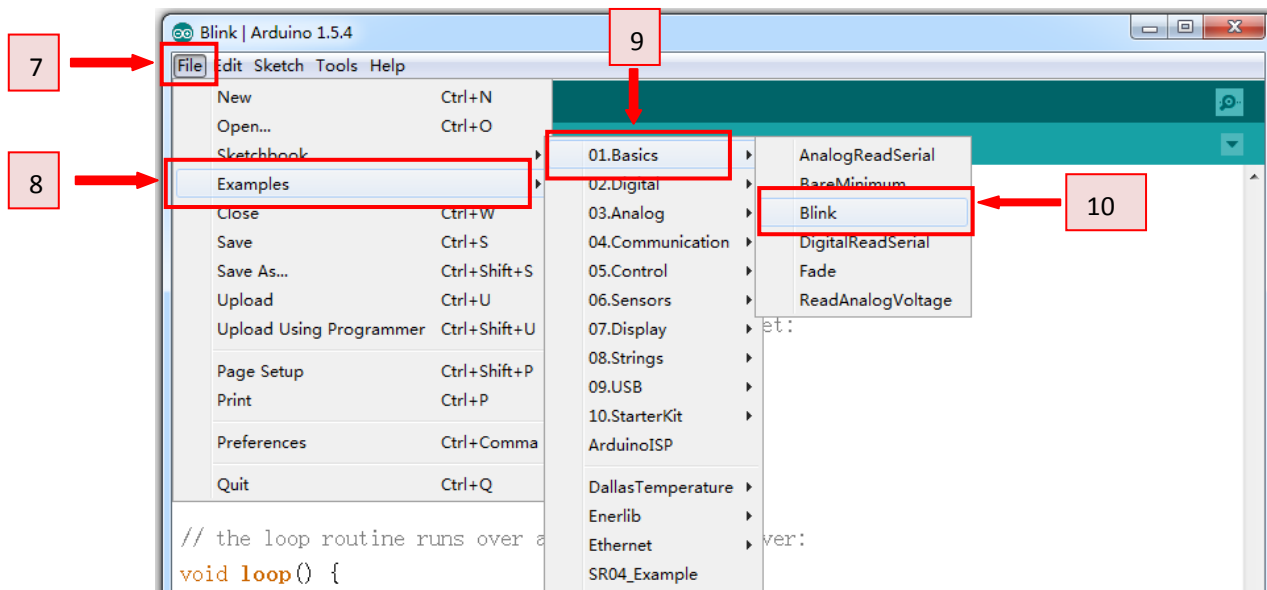 Blink | Arduino 1.5.4
9
7
File Edit Sketch Tools Help
New Ctrl+N
Open... Ctrl+O
Sketchbook
8
Examples
Close Ctrl+W
Save Ctrl+S
Save As... Ctrl+Shift+S
Upload Ctrl+U
Upload Using Programmer Ctrl+Shift+U
Page Setup Ctrl+Shift+P
Print Ctrl+P
Preferences Ctrl+Comma
Quit Ctrl+Q
01.Basics
02.Digital
03.Analog
04.Communication
05.Control
06.Sensors
07.Display
08.Strings
09.USB
10.StarterKit
ArduinoISP
DallasTemperature
Enerlib
Ethernet
SR04_Example
AnalogReadSerial
BareMinimum
Blink
10
DigitalReadSerial
Fade
ReadAnalogVoltage
et:
// the loop routine runs over a ver:
void loop() {